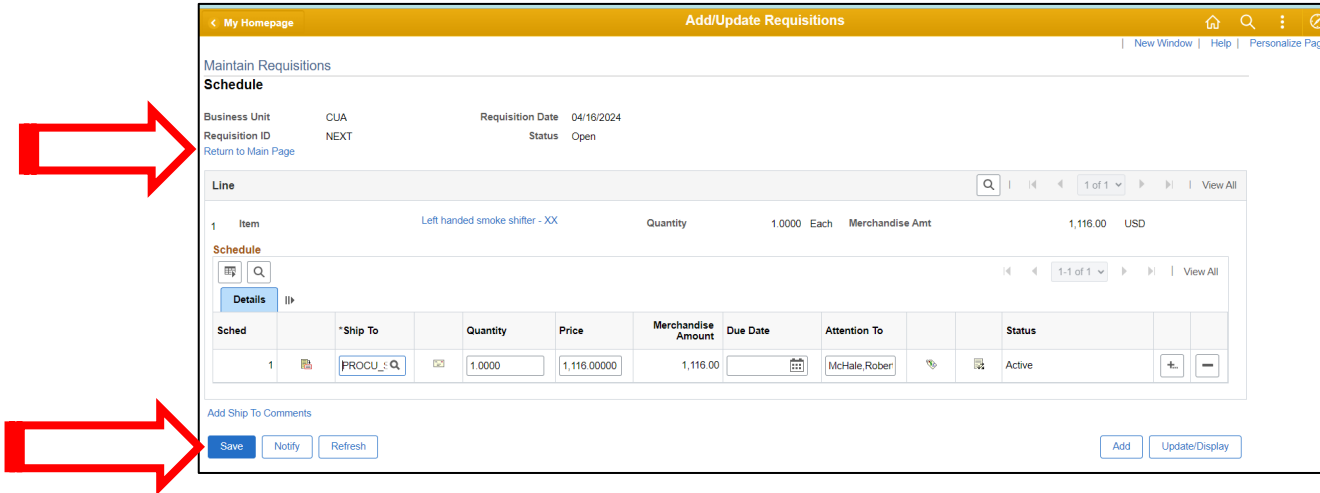 My Homepage
Add/Update Requisitions
New Window | Help | Personalize Pag
Maintain Requisitions
Schedule
Business Unit CUA Requisition Date 04/16/2024
Requisition ID NEXT Status Open
Return to Main Page
Line 1 of 1 View All
1 Item Left handed smoke shifter - XX Quantity 1.0000 Each Merchandise Amt 1,116.00 USD
Schedule
1-1 of 1 View All
Details
Sched *Ship To Quantity Price Merchandise Amount Due Date Attention To Status
1 PROCU_S 1.0000 1,116.00000 1,116.00 McHale,Rober Active
Add Ship To Comments
Save Notify Refresh Add Update/Display